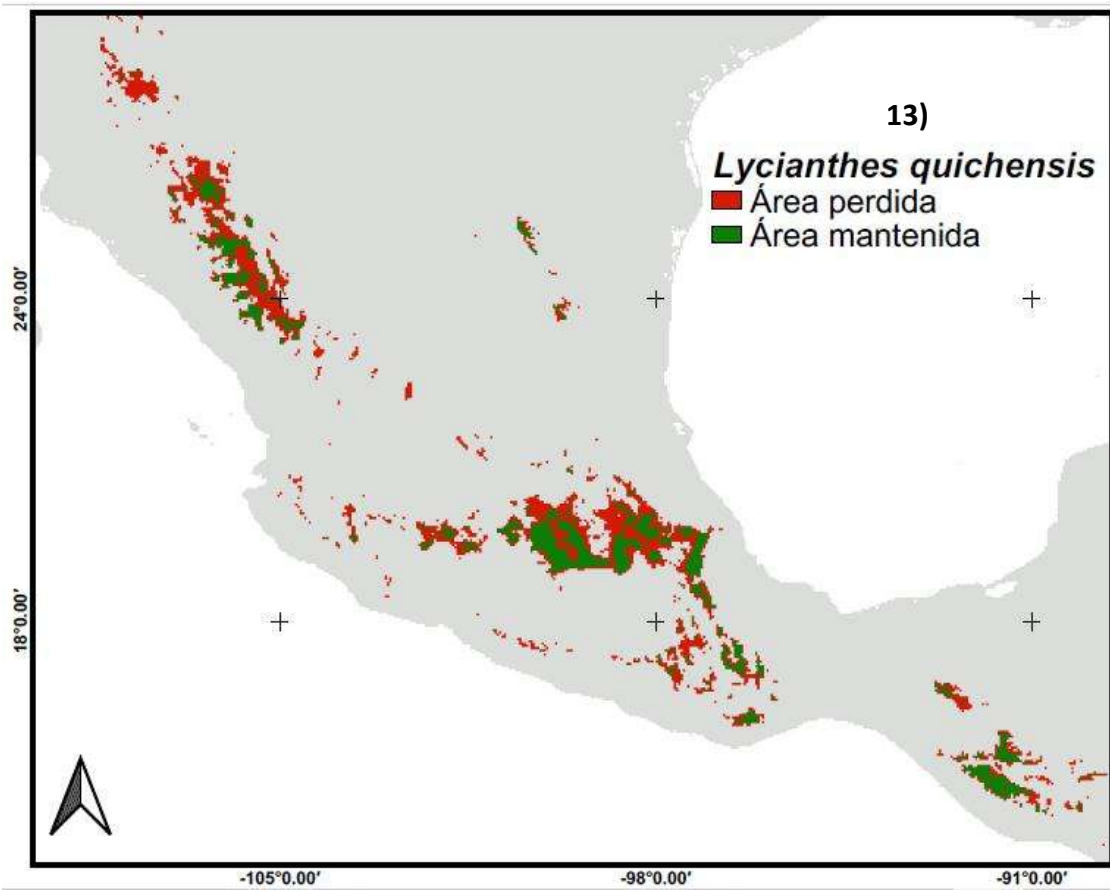 13)
Lycianthes quichensis
Área perdida
Área mantenida
24°0.00′
18°0.00′
-105°0.00′
-98°0.00′
-91°0.00′